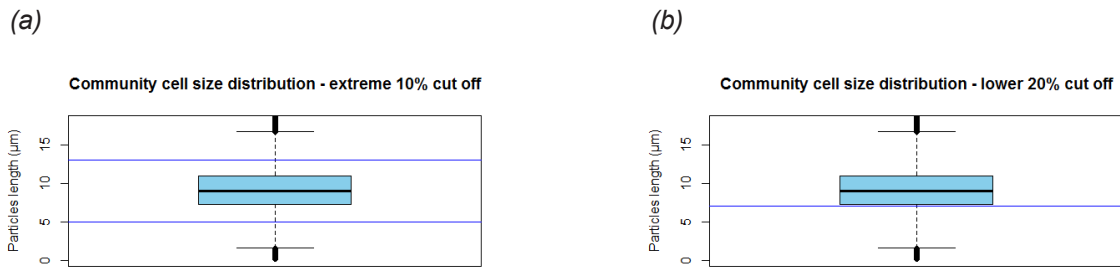 (a)
Community cell size distribution - extreme 10% cut off
Particles length (µm)
15
10
5
0
(b)
Community cell size distribution - lower 20% cut off
Particles length (µm)
15
10
5
0